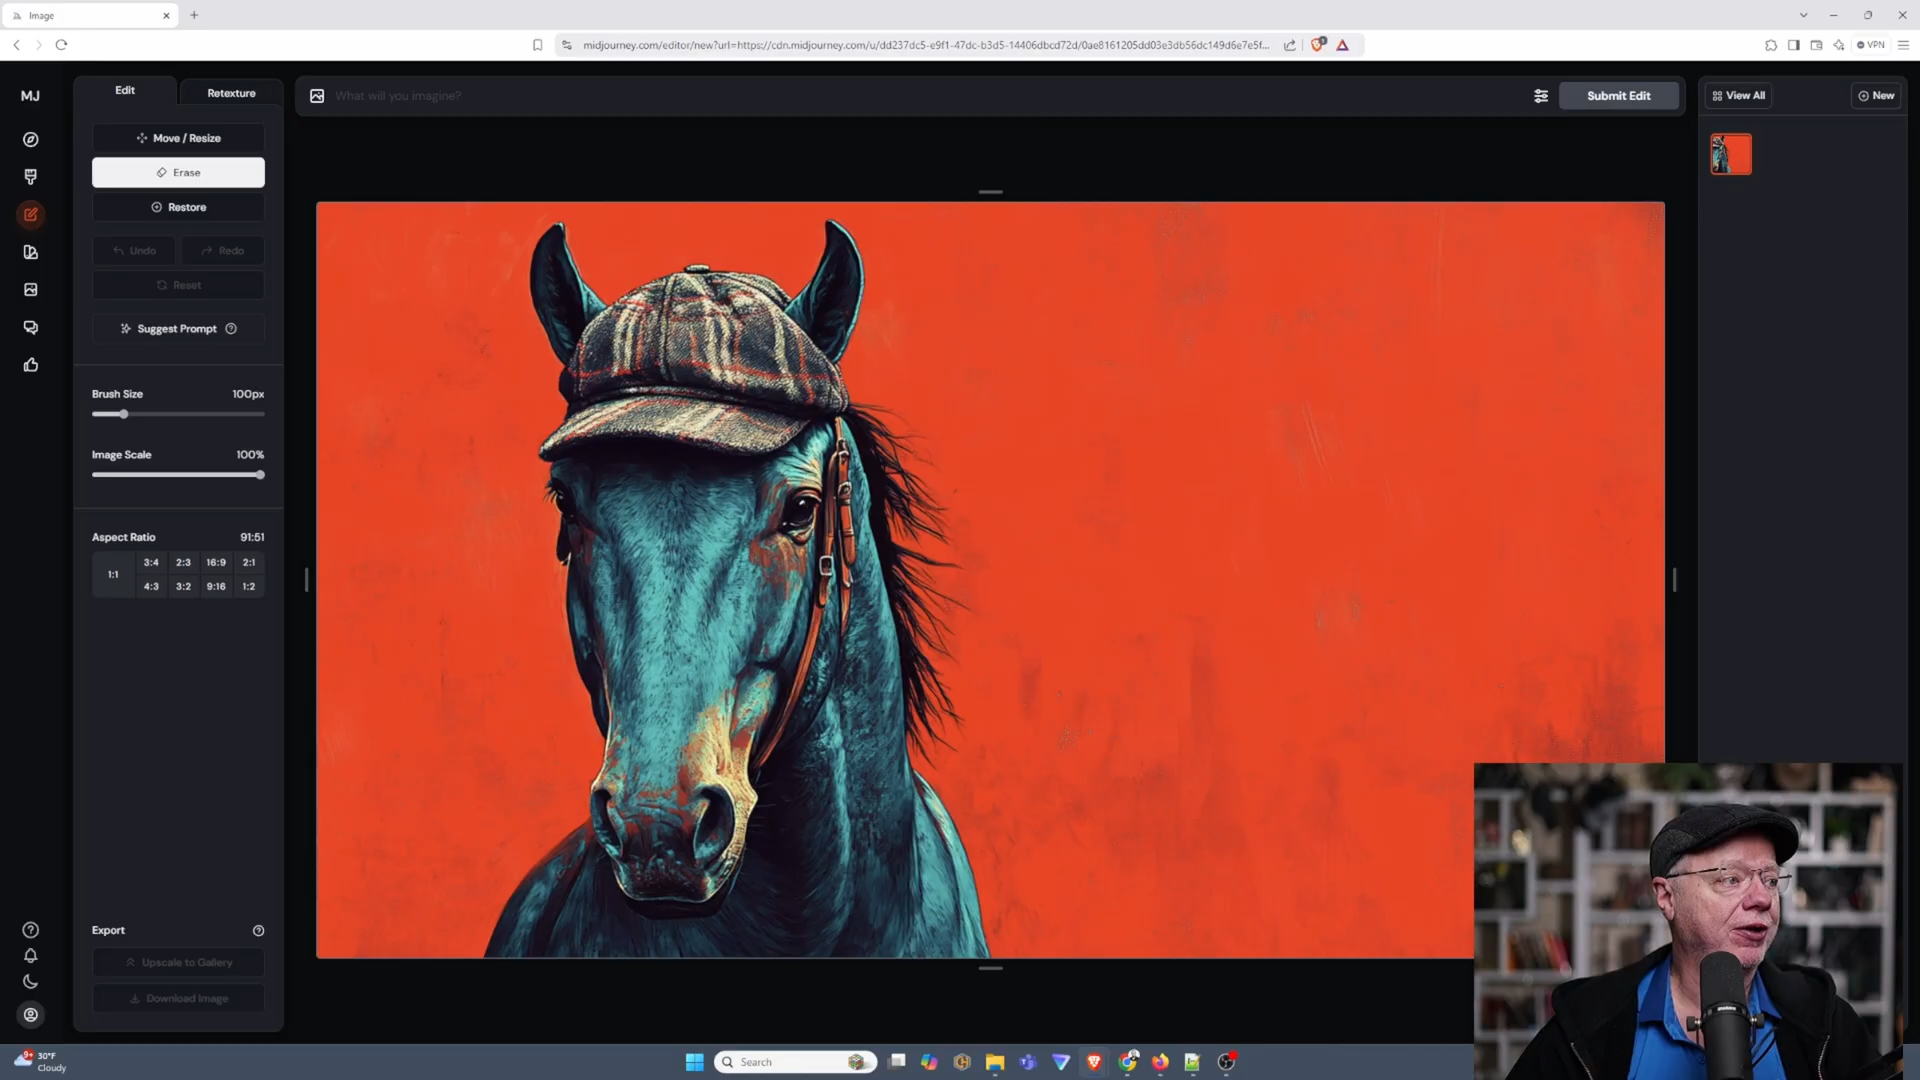 Image
midjourney.com/editor/new?url=https://cdn.midjourney.com/u/dd237dc5-e9f1-47dc-b3d5-14406dbcd72d/0ae8161205dd03e3db56dc149d6e7e5f...
1
VPN
MJ
Edit
Retexture
What will you imagine?
Submit Edit
View All
New
Move / Resize
Erase
Restore
Undo
Redo
Reset
Suggest Prompt
Brush Size
100px
Image Scale
100%
Aspect Ratio
91:51
1:1
3:4
2:3
16:9
2:1
4:3
3:2
9:16
1:2
Export
Upscale to Gallery
Download Image
9+
30°F
Cloudy
Search